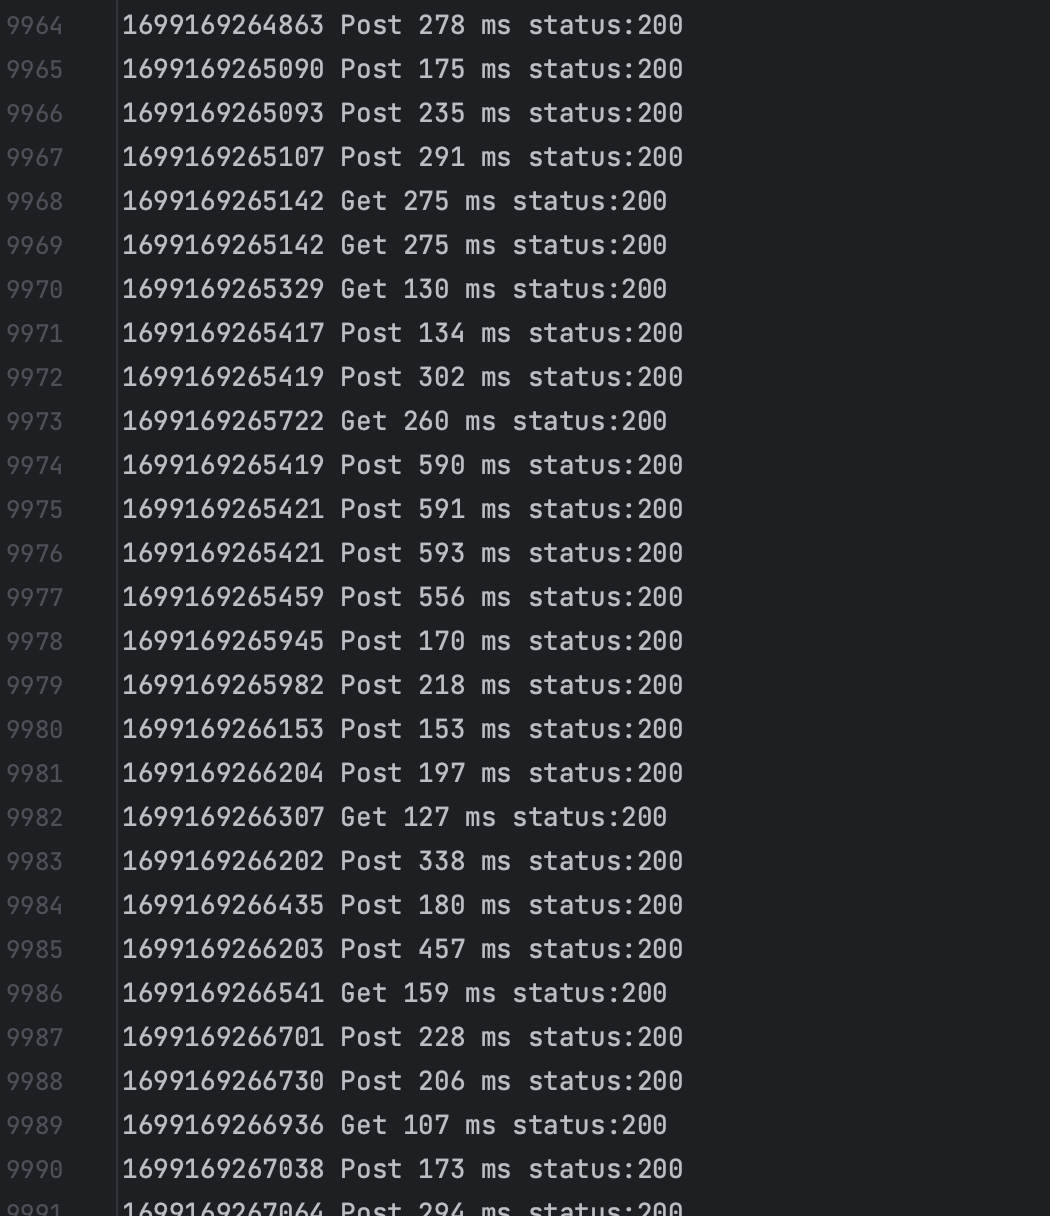 9964 1699169264863 Post 278 ms status:200
9965 1699169265090 Post 175 ms status:200
9966 1699169265093 Post 235 ms status:200
9967 1699169265107 Post 291 ms status:200
9968 1699169265142 Get 275 ms status:200
9969 1699169265142 Get 275 ms status:200
9970 1699169265329 Get 130 ms status:200
9971 1699169265417 Post 134 ms status:200
9972 1699169265419 Post 302 ms status:200
9973 1699169265722 Get 260 ms status:200
9974 1699169265419 Post 590 ms status:200
9975 1699169265421 Post 591 ms status:200
9976 1699169265421 Post 593 ms status:200
9977 1699169265459 Post 556 ms status:200
9978 1699169265945 Post 170 ms status:200
9979 1699169265982 Post 218 ms status:200
9980 1699169266153 Post 153 ms status:200
9981 1699169266204 Post 197 ms status:200
9982 1699169266307 Get 127 ms status:200
9983 1699169266202 Post 338 ms status:200
9984 1699169266435 Post 180 ms status:200
9985 1699169266203 Post 457 ms status:200
9986 1699169266541 Get 159 ms status:200
9987 1699169266701 Post 228 ms status:200
9988 1699169266730 Post 206 ms status:200
9989 1699169266936 Get 107 ms status:200
9990 1699169267038 Post 173 ms status:200
9991 1699169267064 Post 294 ms status:200